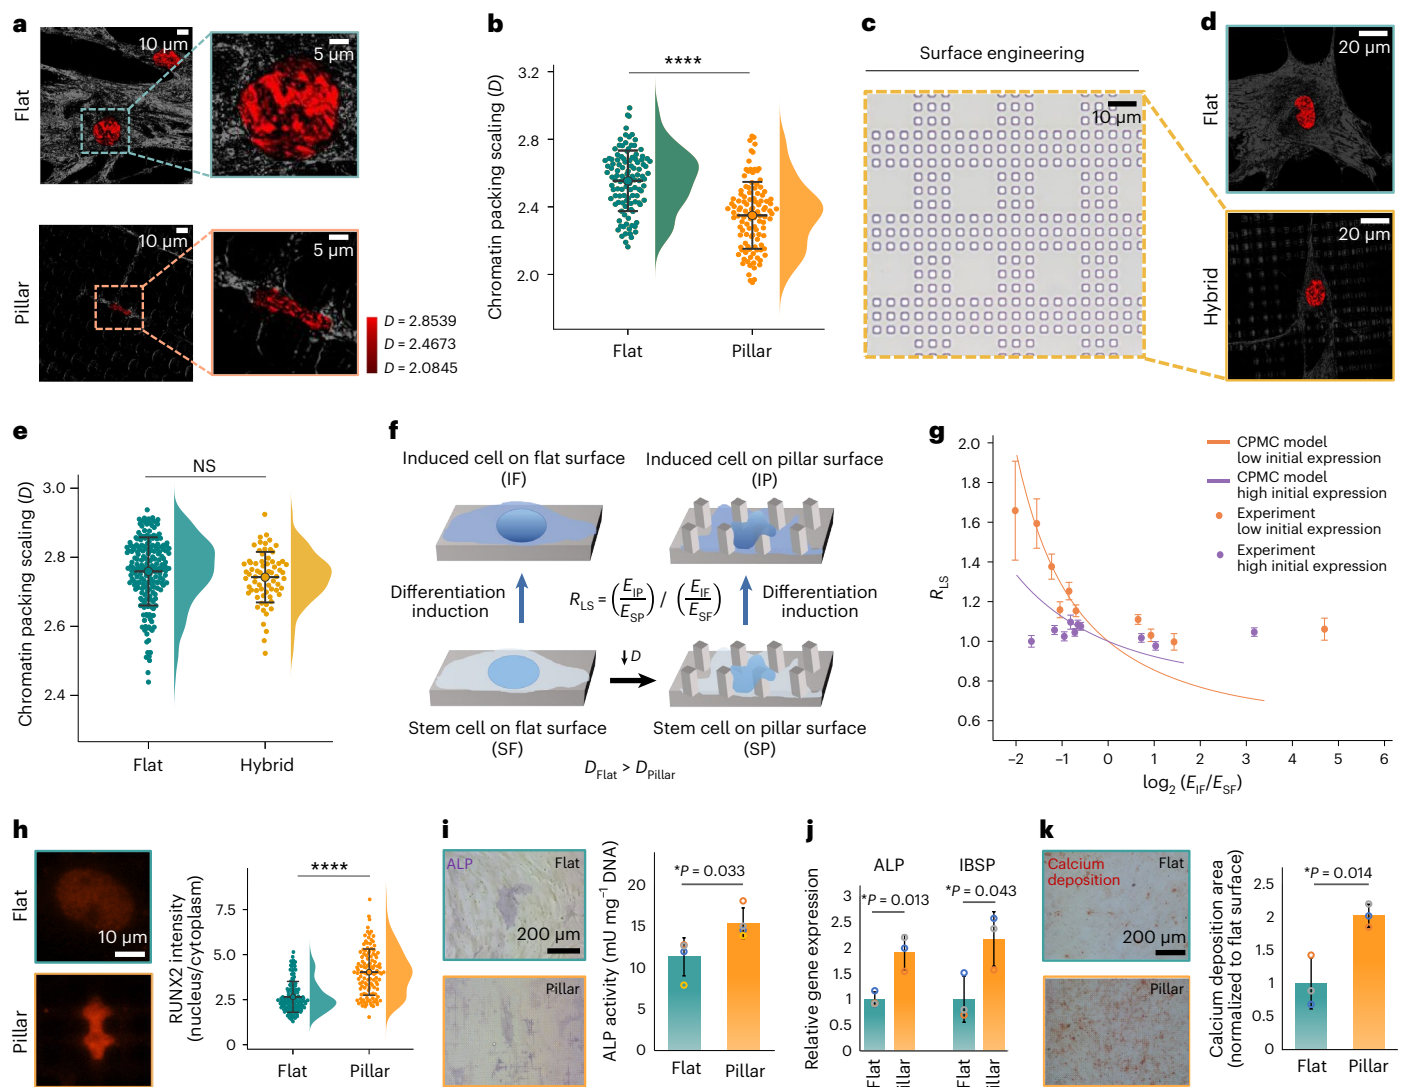 a
Flat
10 μm
5 μm
Pillar
10 μm
5 μm
D = 2.8539
D = 2.4673
D = 2.0845
b
Chromatin packing scaling (D)
****
3.2
2.8
2.4
2.0
Flat
Pillar
c
Surface engineering
10 μm
d
Flat
20 μm
Hybrid
20 μm
e
Chromatin packing scaling (D)
NS
3.0
2.8
2.6
2.4
Flat
Hybrid
f
Induced cell on flat surface
(IF)
Induced cell on pillar surface
(IP)
Differentiation
induction
R_LS = (E_IP/E_SP) / (E_IF/E_SF)
Differentiation
induction
↓D
Stem cell on flat surface
(SF)
Stem cell on pillar surface
(SP)
D_Flat > D_Pillar
g
R_LS
2.0
1.8
1.6
1.4
1.2
1.0
0.8
0.6
–2
–1
0
1
2
3
4
5
6
log₂ (E_IF/E_SF)
CPMC model
low initial expression
CPMC model
high initial expression
Experiment
low initial expression
Experiment
high initial expression
h
Flat
10 μm
Pillar
RUNX2 intensity
(nucleus/cytoplasm)
****
7.5
5.0
2.5
0
Flat
Pillar
i
ALP
Flat
200 μm
Pillar
ALP activity (mU mg⁻¹ DNA)
*P = 0.033
20
15
10
5
0
Flat
Pillar
j
Relative gene expression
ALP
IBSP
*P = 0.013
*P = 0.043
3
2.5
2
1.5
1
0.5
0
Flat
Flat
k
Calcium
deposition
Flat
200 μm
Pillar
Calcium deposition area
(normalized to flat surface)
*P = 0.014
2.5
2
1.5
1
0.5
0
Flat
Pillar